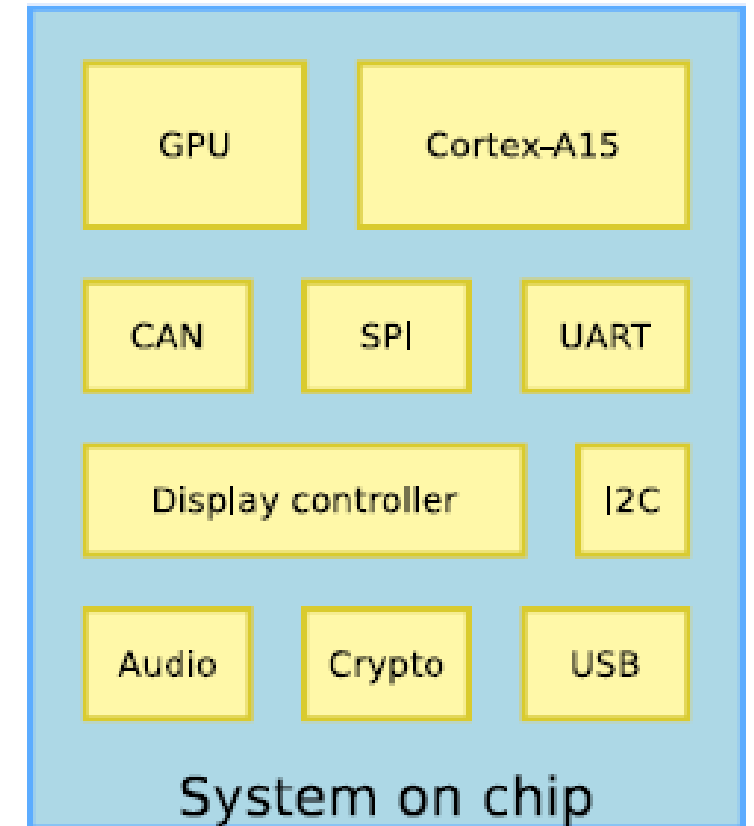 GPU Cortex-A15
CAN SPI UART
Display controller I2C
Audio Crypto USB
System on chip